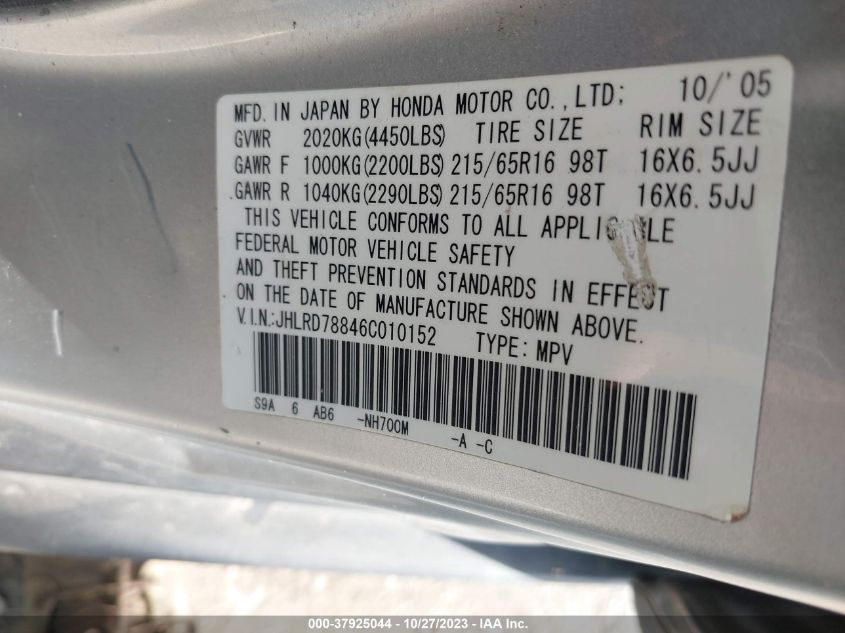 MFD. IN JAPAN BY HONDA MOTOR CO.,LTD; 10/'05
GVWR 2020KG(4450LBS) TIRE SIZE RIM SIZE
GAWR F 1000KG(2200LBS) 215/65R16 98T 16X6.5JJ
GAWR R 1040KG(2290LBS) 215/65R16 98T 16X6.5JJ
THIS VEHICLE CONFORMS TO ALL
FEDERAL MOTOR VEHICLE SAFETY
AND THEFT PREVENTION STANDARDS IN EFFECT
ON THE DATE OF MANUFACTURE SHOWN ABOVE.
V.I.N.:JHLRD78846C010152 TYPE:MPV
S9A 6 AB6 -NH700M -A -C
000-37925044 - 10/27/2023 - IAA Inc.